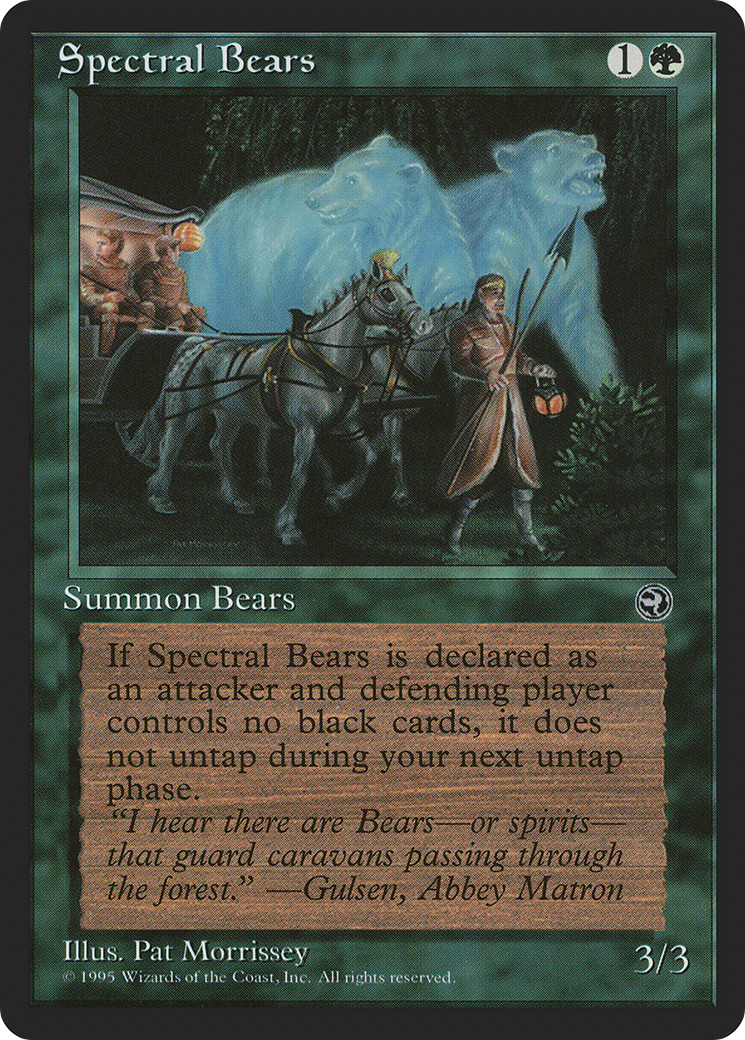 Spectral Bears 1
Summon Bears
If Spectral Bears is declared as
an attacker and defending player
controls no black cards, it does
not untap during your next untap
phase.
“I hear there are Bears—or spirits—
that guard caravans passing through
the forest.” —Gulsen, Abbey Matron
Illus. Pat Morrissey
3/3
© 1995 Wizards of the Coast, Inc. All rights reserved.